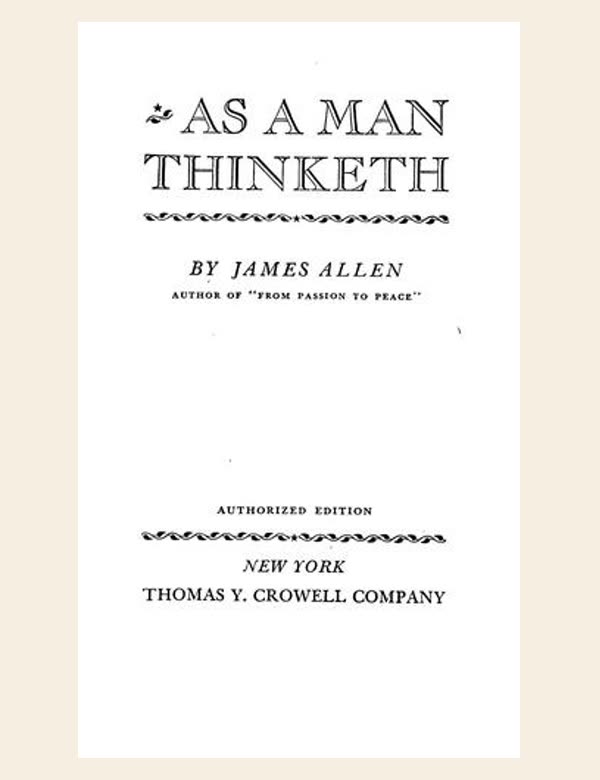 AS A MAN
THINKETH
BY JAMES ALLEN
AUTHOR OF "FROM PASSION TO PEACE"
AUTHORIZED EDITION
NEW YORK
THOMAS Y. CROWELL COMPANY